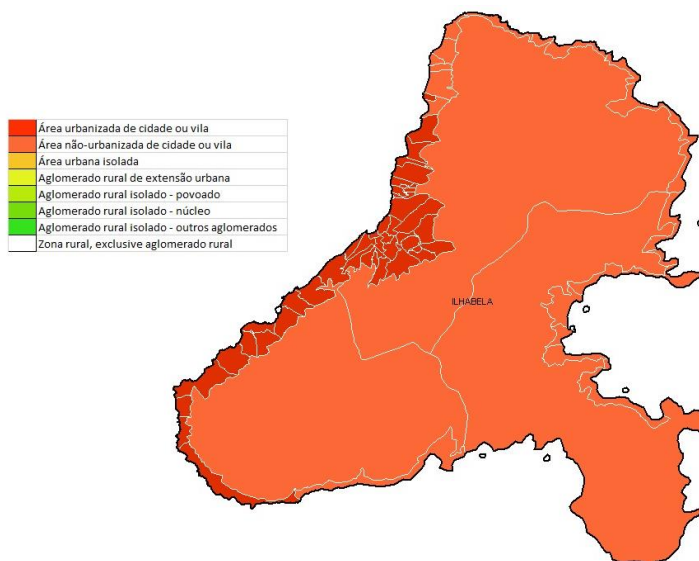 Área urbanizada de cidade ou vila
Área não-urbanizada de cidade ou vila
Área urbana isolada
Aglomerado rural de extensão urbana
Aglomerado rural isolado - povoado
Aglomerado rural isolado - núcleo
Aglomerado rural isolado - outros aglomerados
Zona rural, exclusive aglomerado rural
ILHABELA